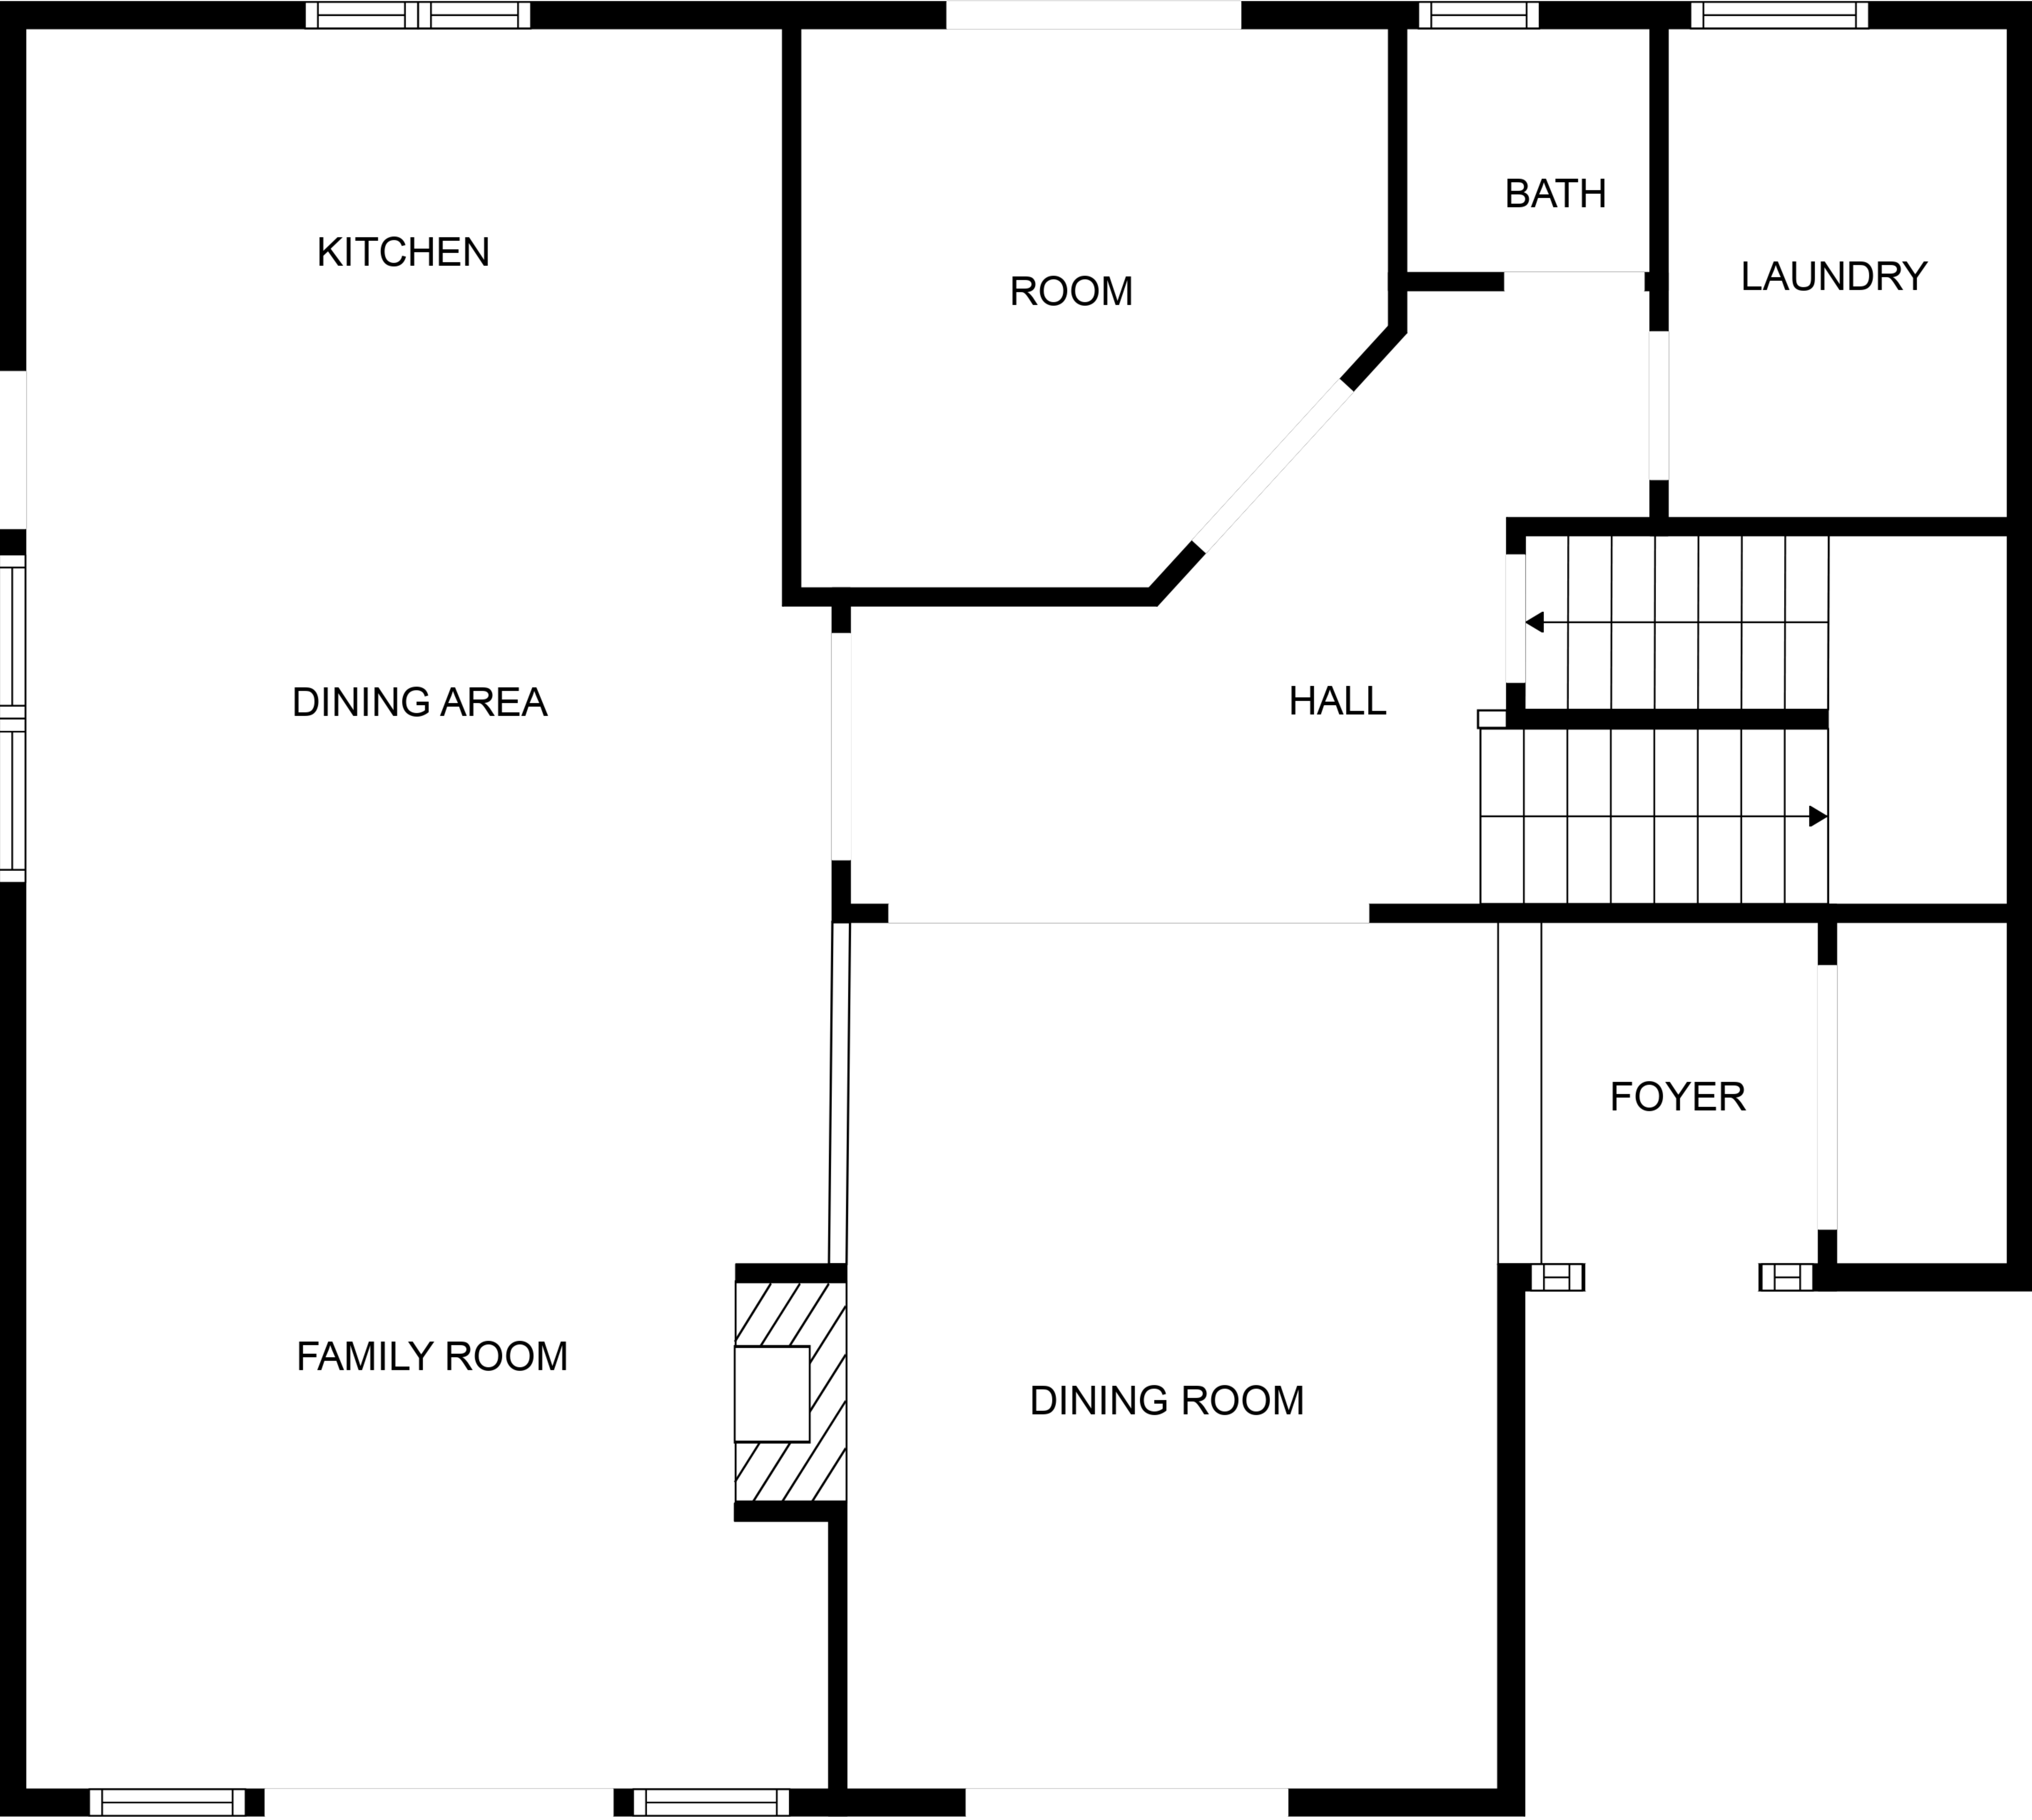 BATH
KITCHEN
LAUNDRY
ROOM
DINING AREA
HALL
FOYER
FAMILY ROOM
DINING ROOM